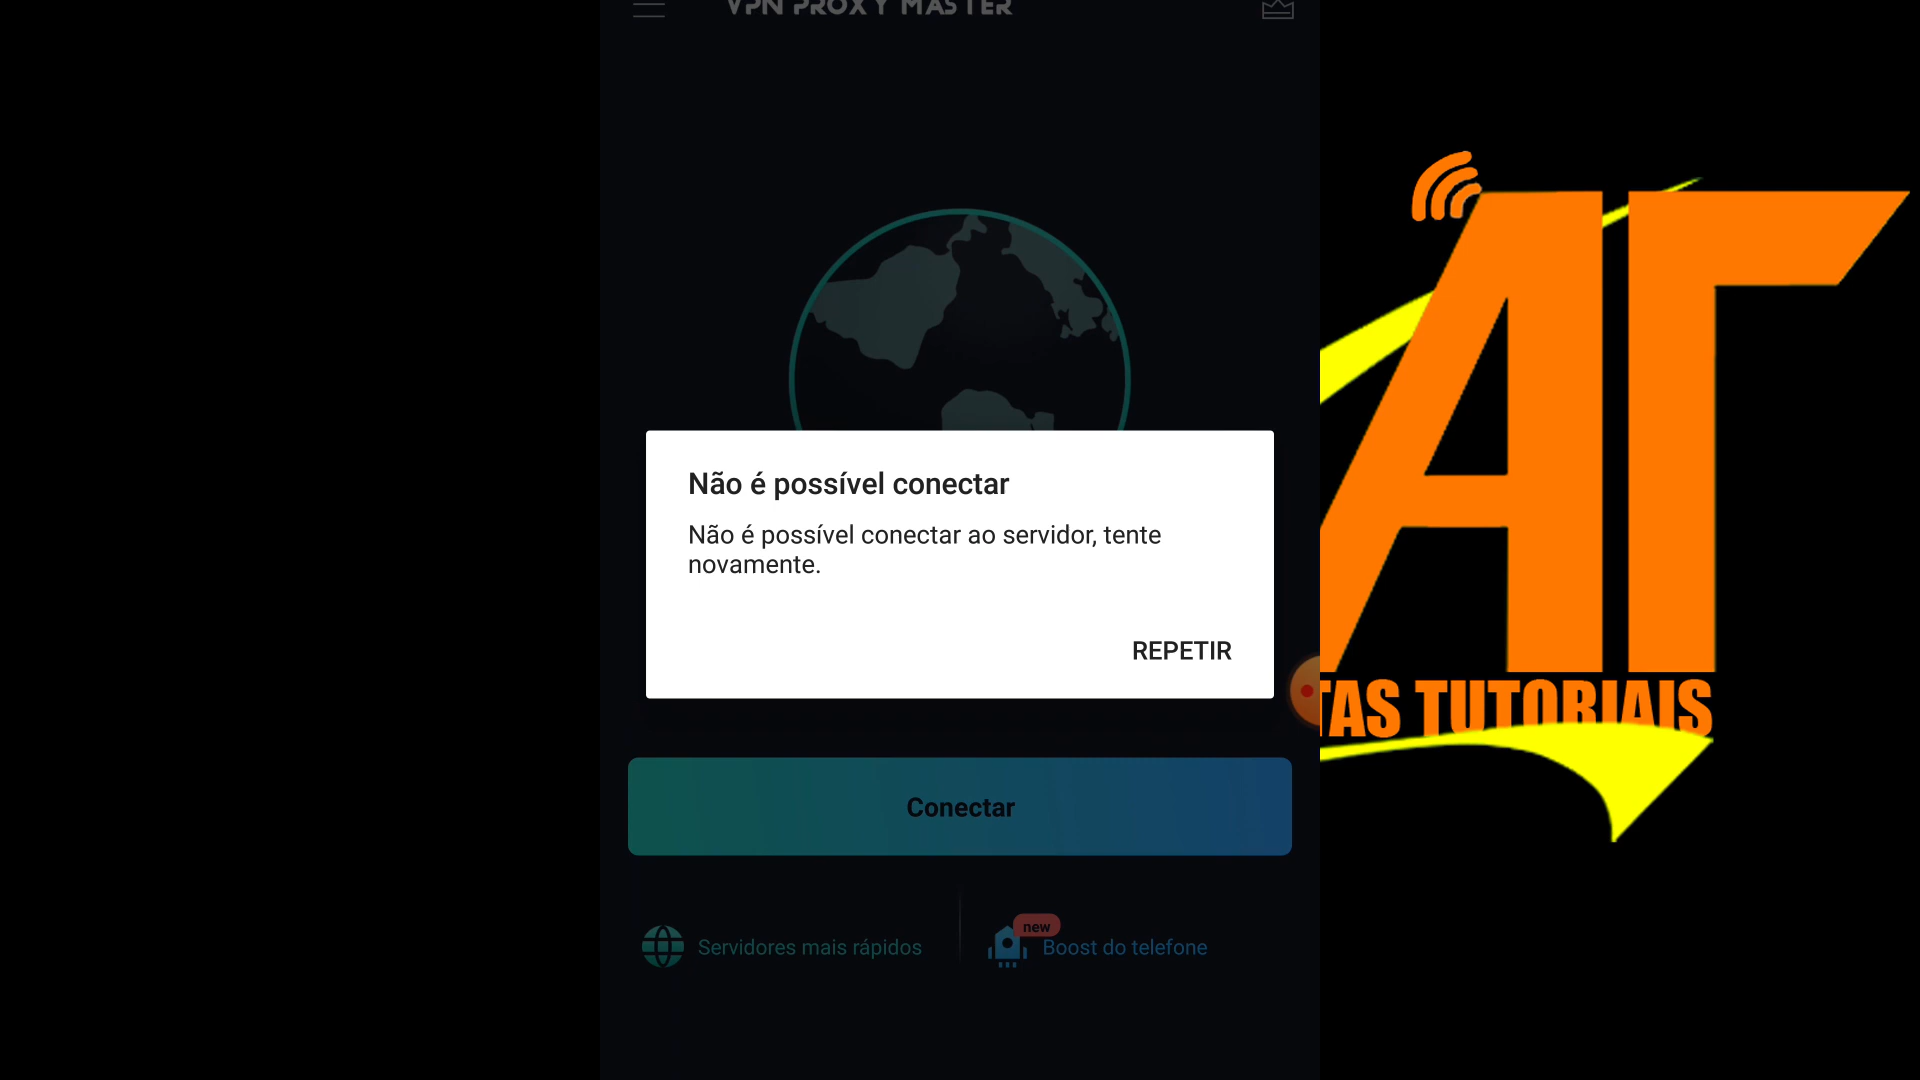 VPN PROXY MASTER
Não é possível conectar
Não é possível conectar ao servidor, tente
novamente.
REPETIR
Conectar
Servidores mais rápidos
new
Boost do telefone
AT
TAS TUTORIAIS